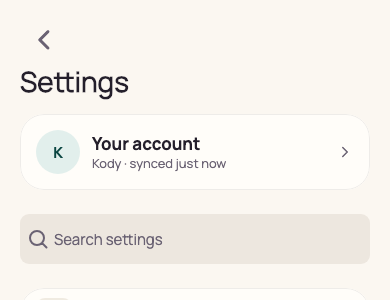 Settings
K
Your account
Kody · synced just now
Search settings